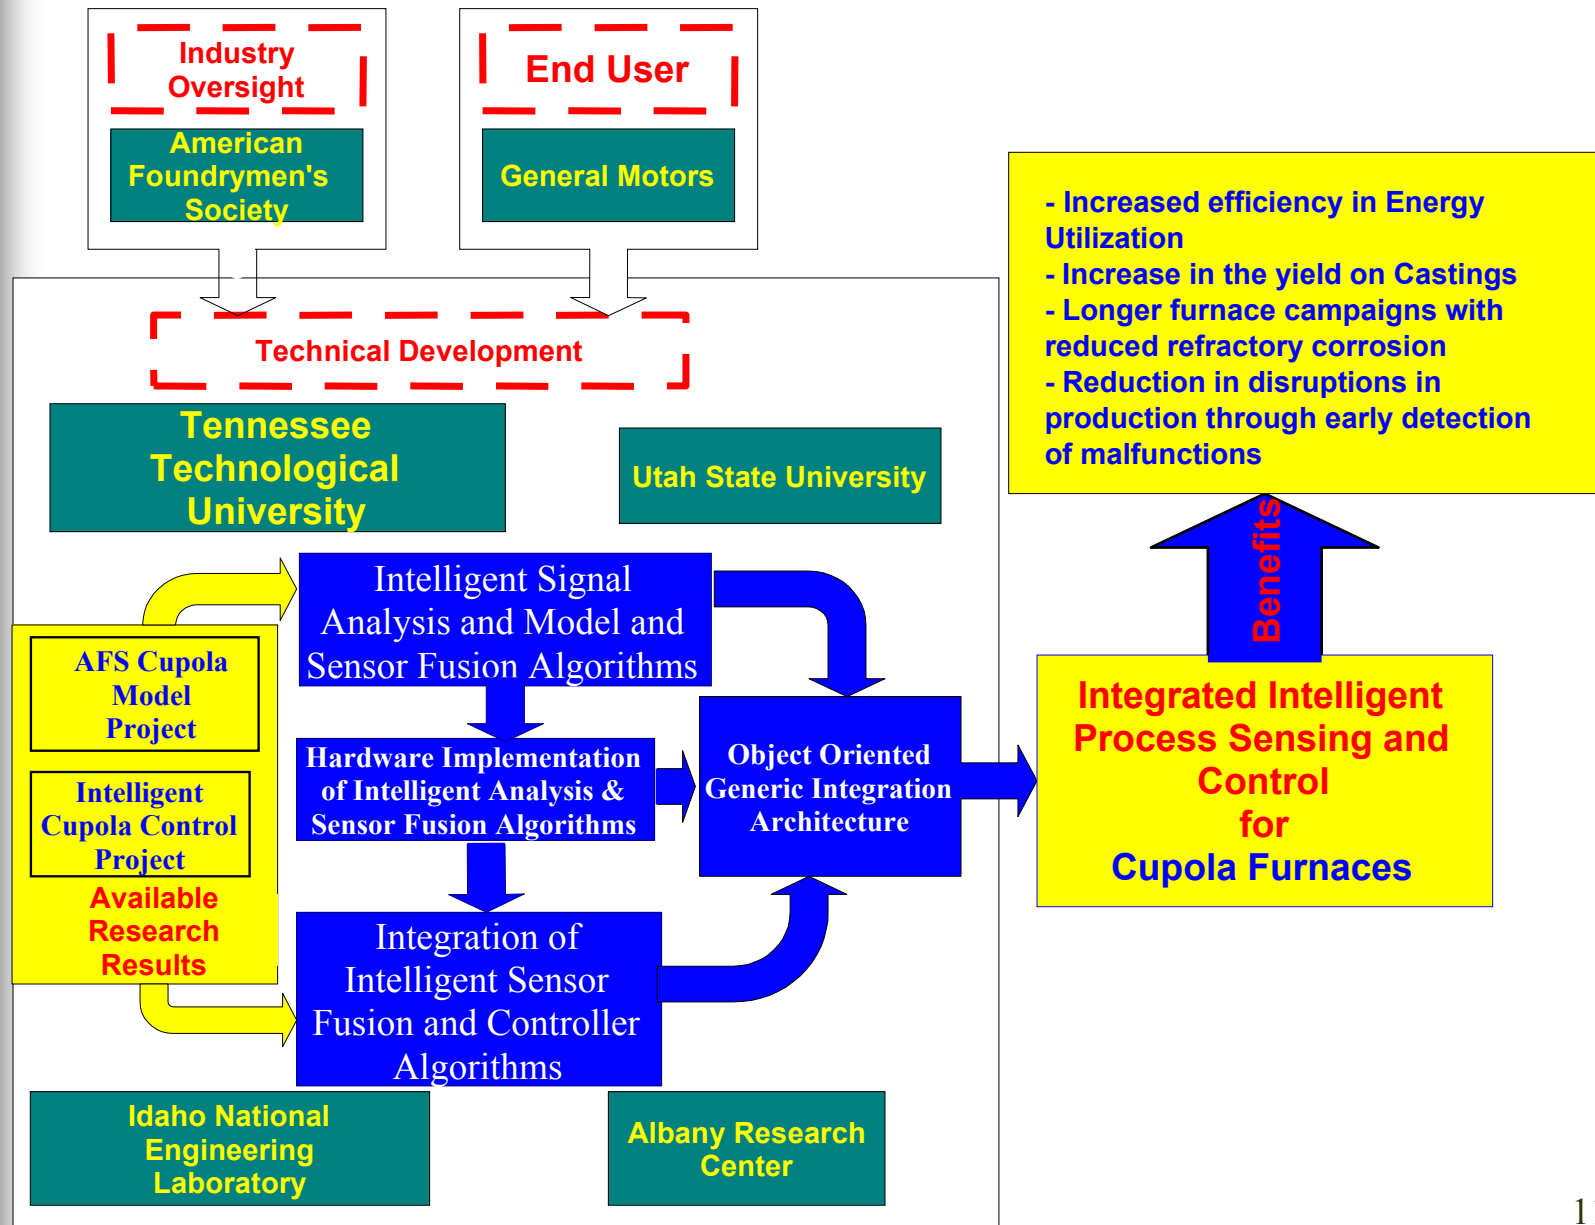 Industry
Oversight
American
Foundrymen's
Society
End User
General Motors
Technical Development
Tennessee
Technological
University
Utah State University
AFS Cupola
Model
Project
Intelligent
Cupola Control
Project
Available
Research
Results
Intelligent Signal
Analysis and Model and
Sensor Fusion Algorithms
Hardware Implementation
of Intelligent Analysis &
Sensor Fusion Algorithms
Integration of
Intelligent Sensor
Fusion and Controller
Algorithms
Object Oriented
Generic Integration
Architecture
Idaho National
Engineering
Laboratory
Albany Research
Center
- Increased efficiency in Energy
Utilization
- Increase in the yield on Castings
- Longer furnace campaigns with
reduced refractory corrosion
- Reduction in disruptions in
production through early detection
of malfunctions
Benefits
Integrated Intelligent
Process Sensing and
Control
for
Cupola Furnaces